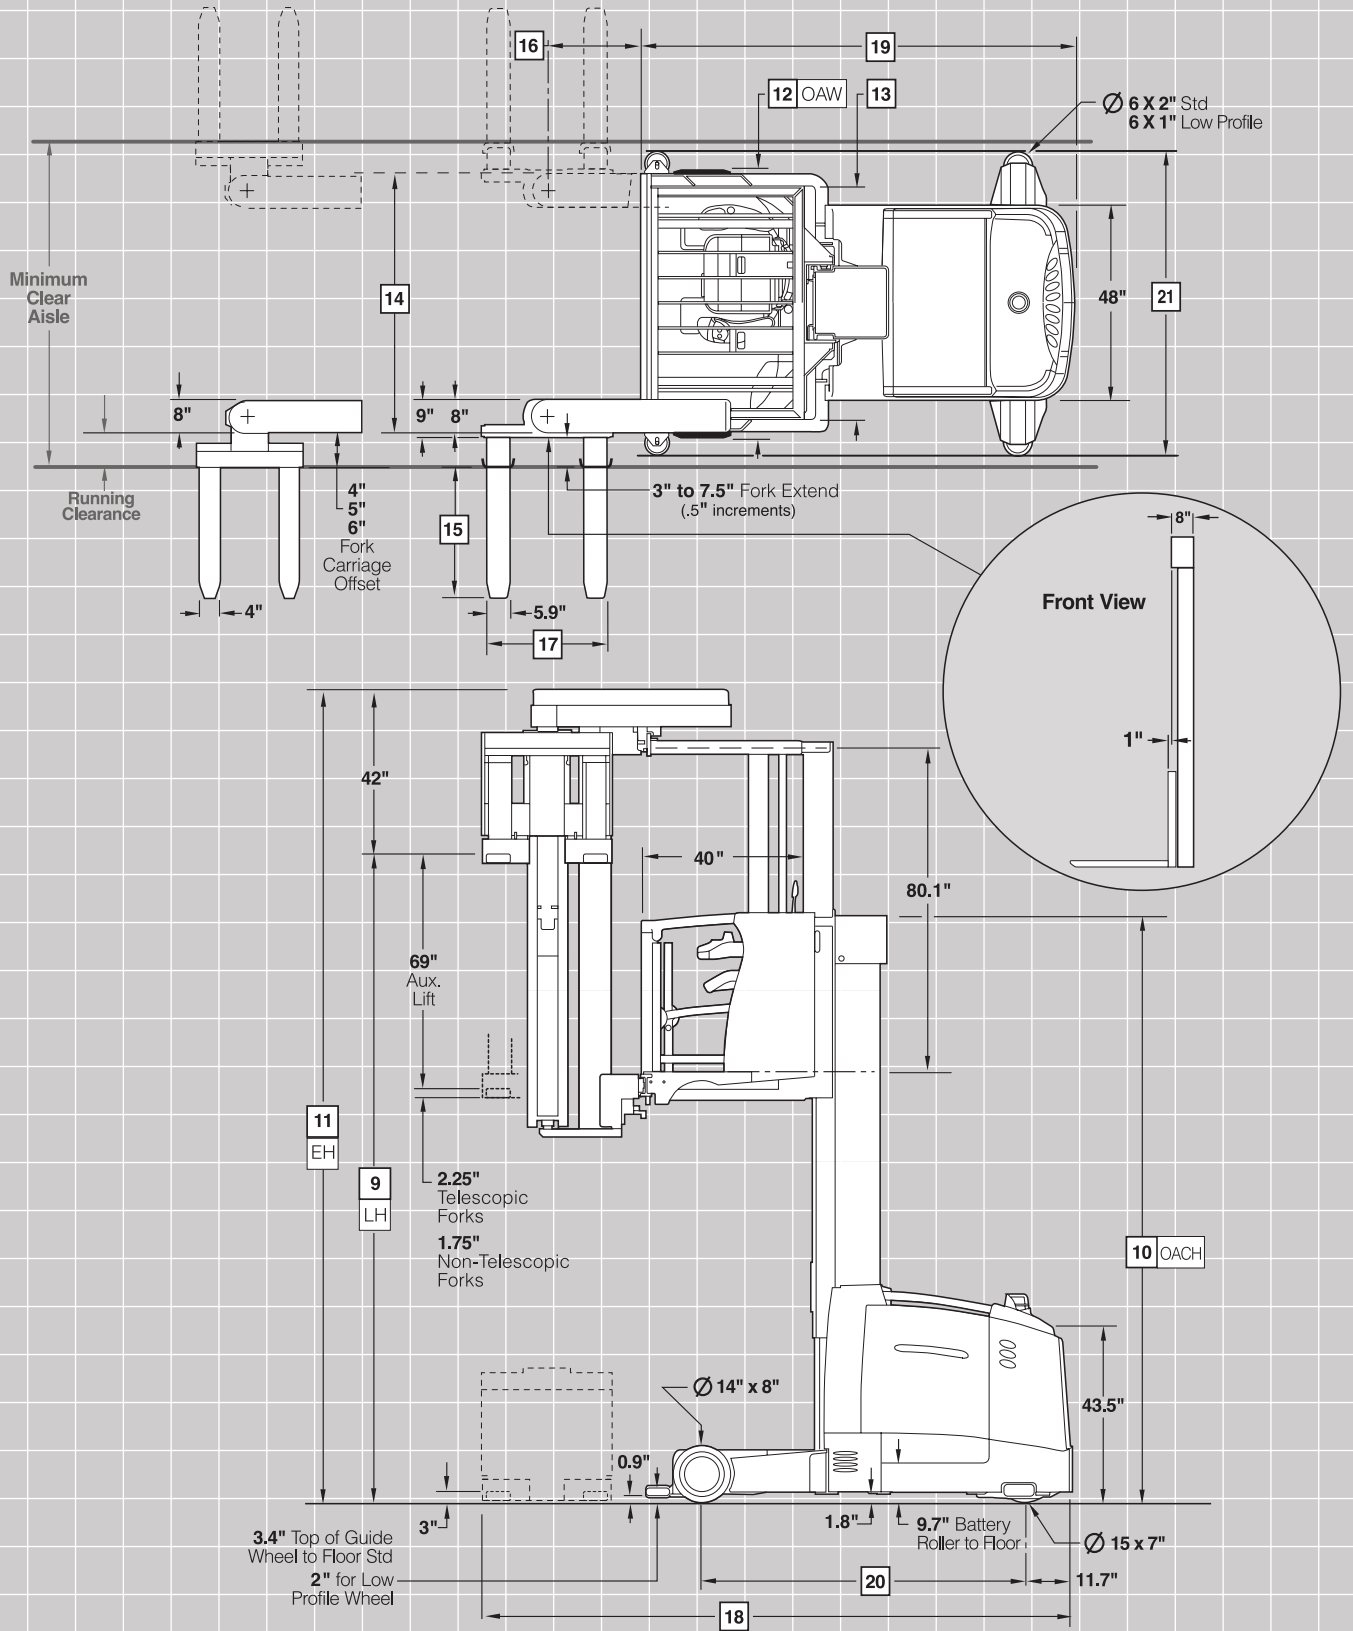 16
19
12 OAW
13
Ø 6 X 2" Std
6 X 1" Low Profile
Minimum
Clear
Aisle
14
48"
21
8"
9"
8"
Running
Clearance
4"
5"
6"
Fork
Carriage
Offset
15
3" to 7.5" Fork Extend
(.5" increments)
8"
4"
5.9"
17
Front View
1"
42"
40"
80.1"
69"
Aux.
Lift
11
EH
9
LH
2.25"
Telescopic
Forks
1.75"
Non-Telescopic
Forks
10 OACH
Ø 14" x 8"
43.5"
0.9"
3"
1.8"
9.7" Battery
Roller to Floor
Ø 15 x 7"
3.4" Top of Guide
Wheel to Floor Std
2" for Low
Profile Wheel
20
11.7"
18